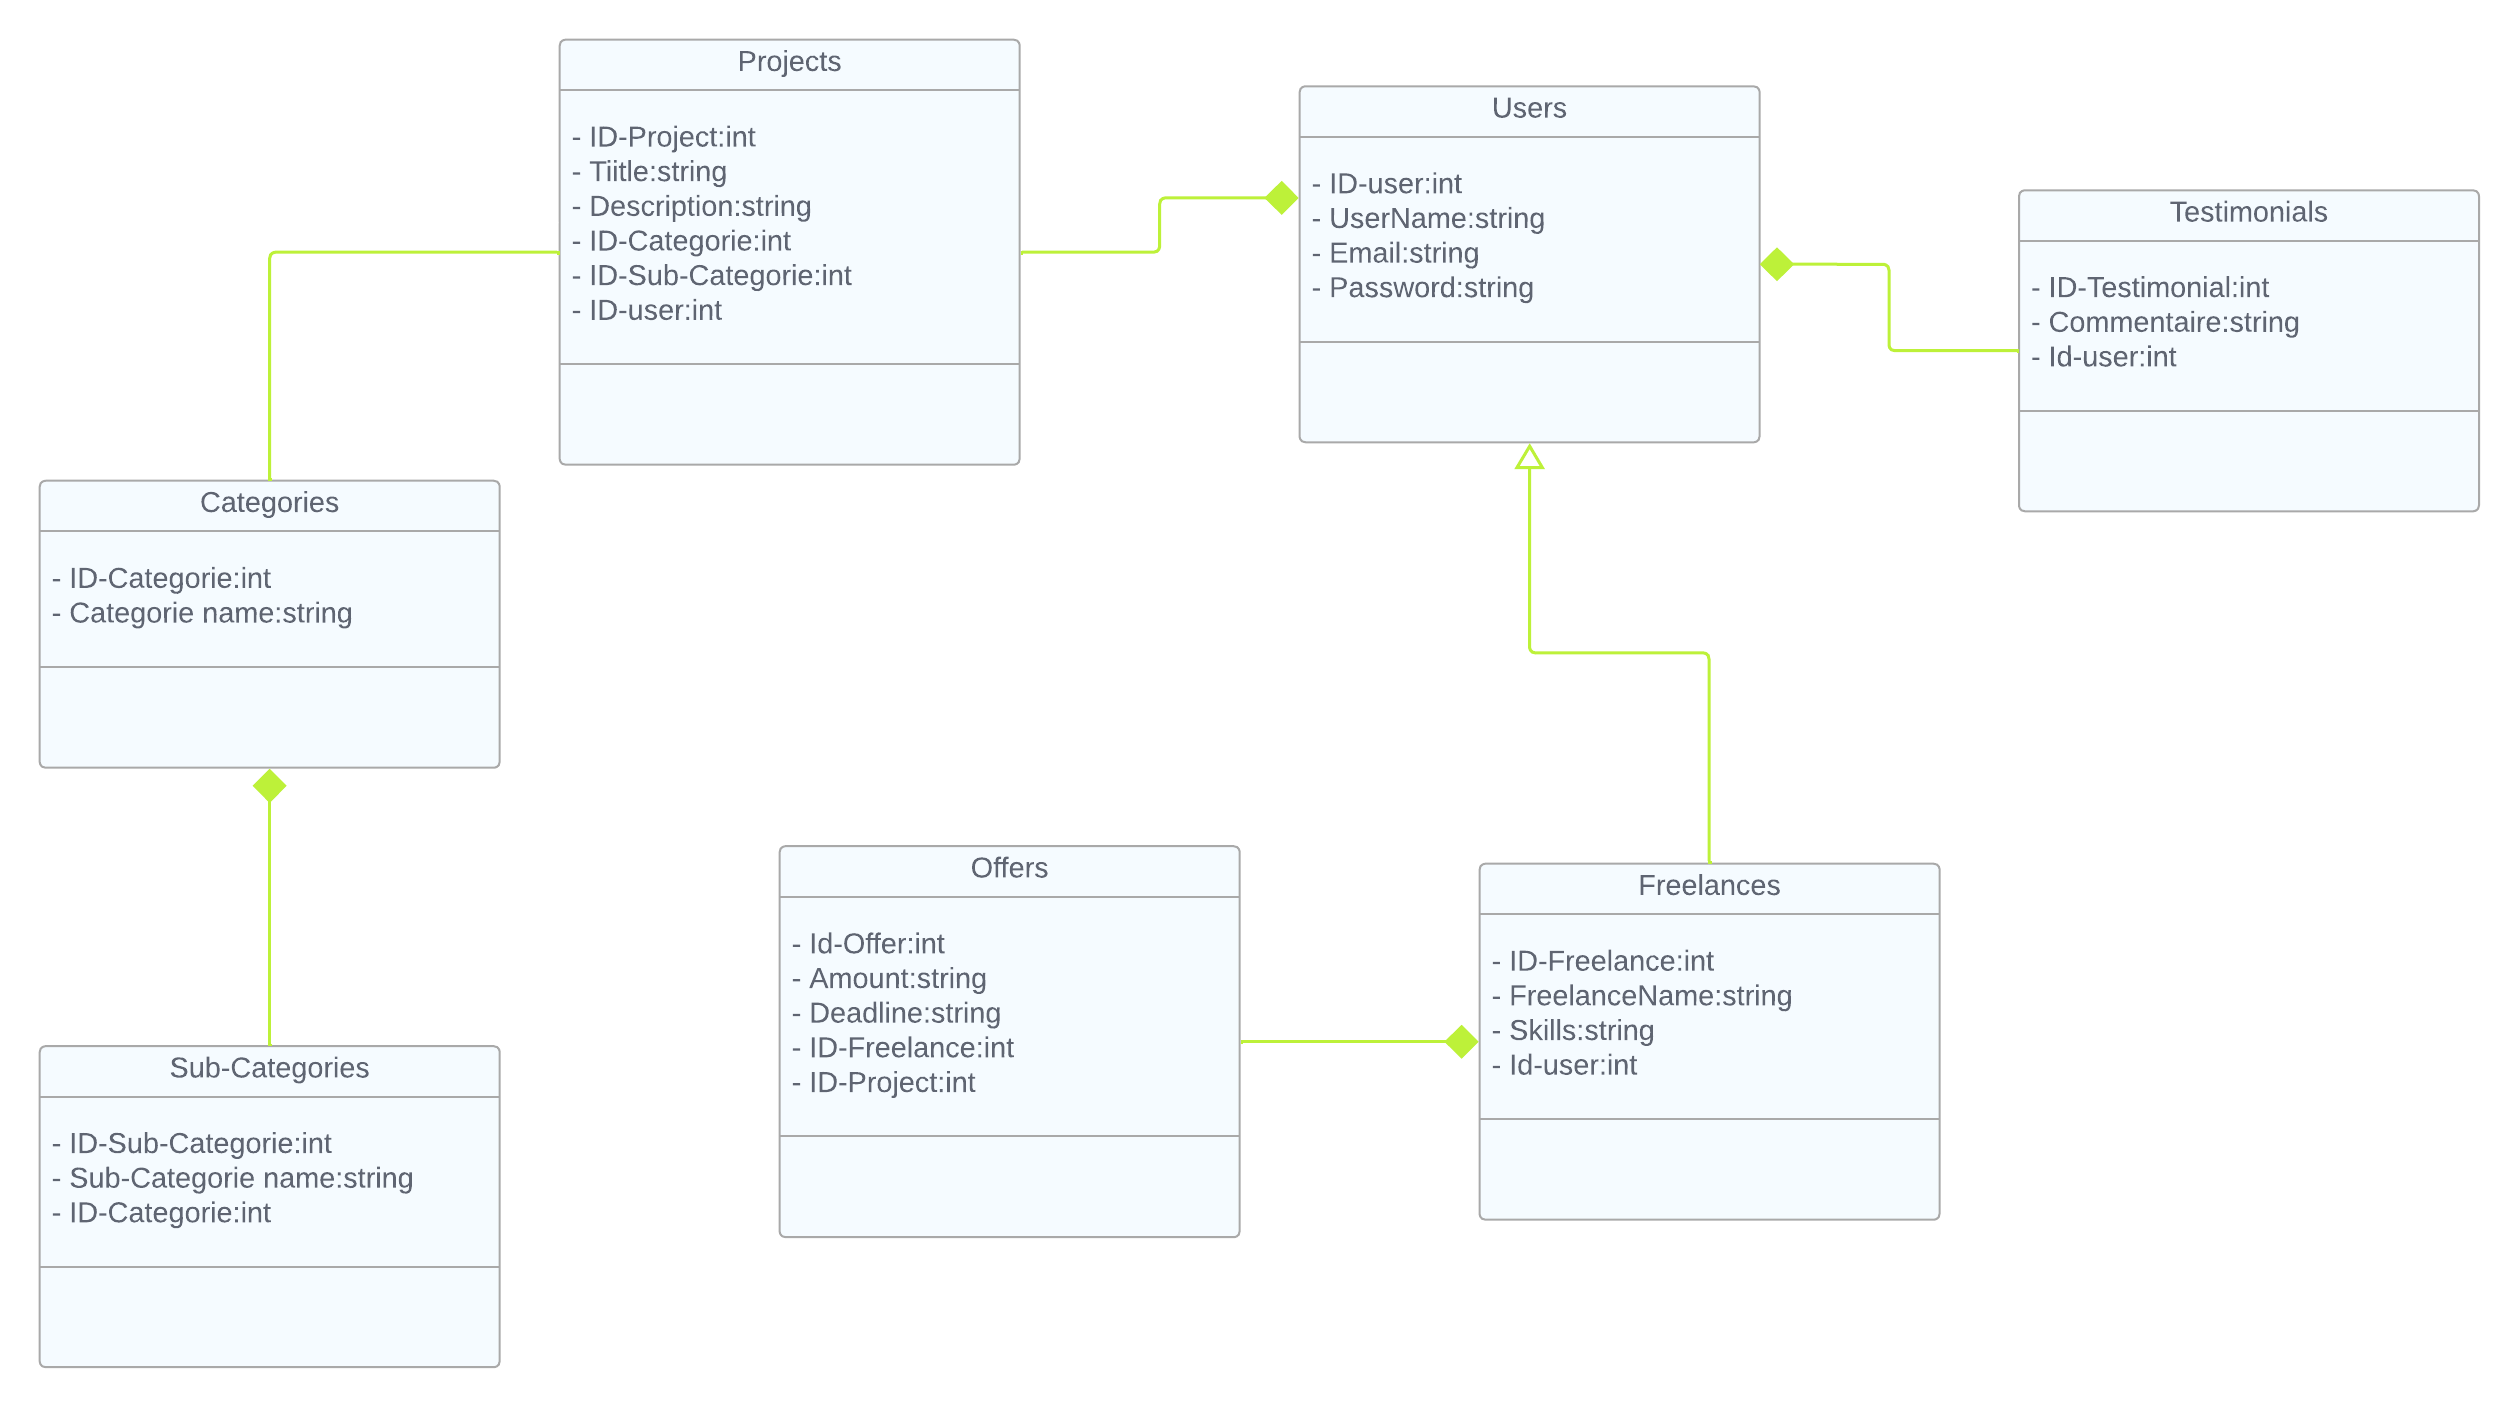 Projects
- ID-Project:int
- Tiitle:string
- Description:string
- ID-Categorie:int
- ID-Sub-Categorie:int
- ID-user:int
Users
- ID-user:int
- UserName:string
- Email:string
- Password:string
Testimonials
- ID-Testimonial:int
- Commentaire:string
- Id-user:int
Categories
- ID-Categorie:int
- Categorie name:string
Offers
- Id-Offer:int
- Amount:string
- Deadline:string
- ID-Freelance:int
- ID-Project:int
Freelances
- ID-Freelance:int
- FreelanceName:string
- Skills:string
- Id-user:int
Sub-Categories
- ID-Sub-Categorie:int
- Sub-Categorie name:string
- ID-Categorie:int